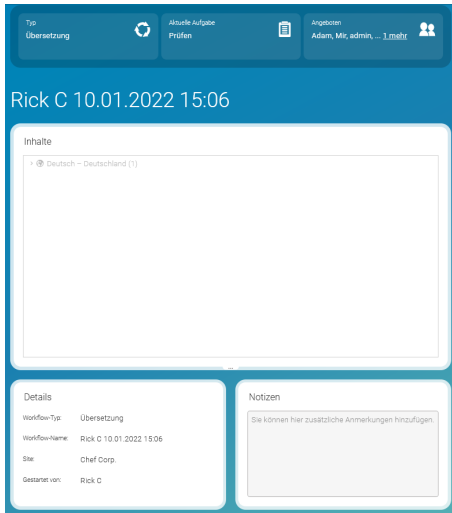 Typ
Übersetzung
Aktuelle Aufgabe
Prüfen
Angeboten
Adam, Mir, admin, ... 1 mehr
Rick C 10.01.2022 15:06
Inhalte
Deutsch – Deutschland (1)
Details
Workflow-Typ: Übersetzung
Workflow-Name: Rick C 10.01.2022 15:06
Site: Chef Corp.
Gestartet von: Rick C
Notizen
Sie können hier zusätzliche Anmerkungen hinzufügen.